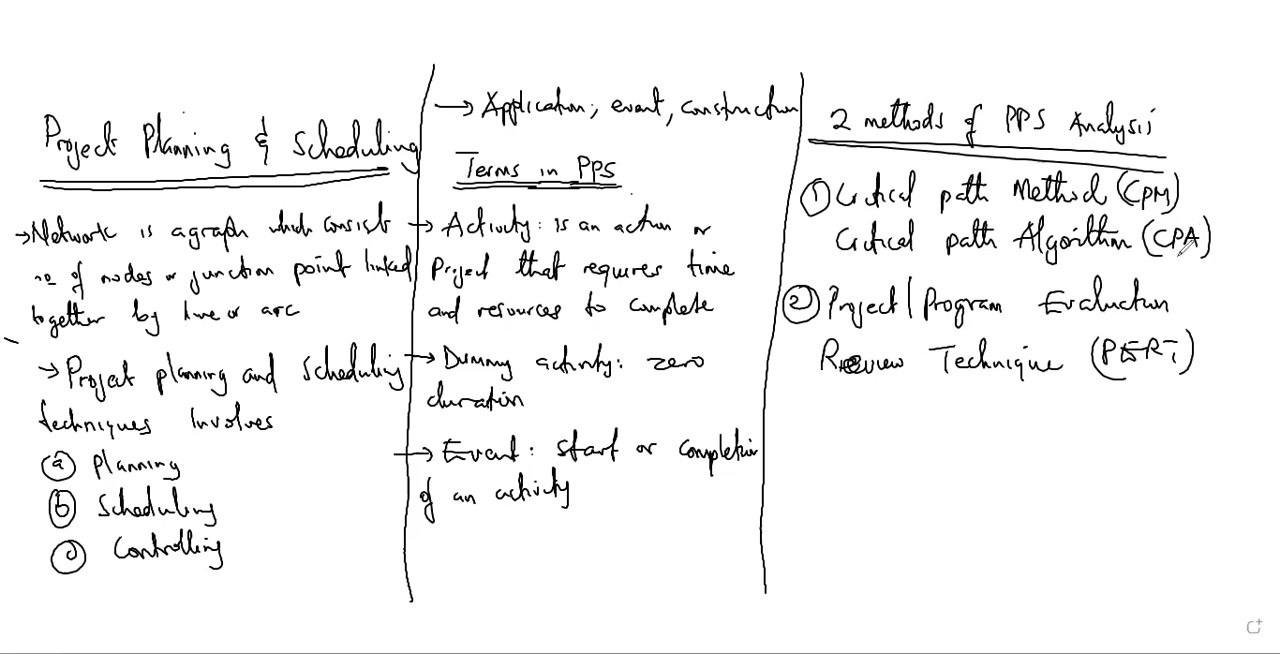 Project Planning & Scheduling
→ Network is a graph which consist
no of nodes or junction point linked
together by line or arc
→ Project planning and Scheduling
techniques involves
(a) Planning
(b) Scheduling
(c) Controlling
→ Application; event, construction
Terms in PPS
→ Activity: is an action or
Project that requires time
and resources to complete
→ Dummy activity: zero
duration
→ Event: start or completion
of an activity
2 methods of PPS Analysis
① Critical path Method (CPM)
Critical path Algorithm (CPA)
② Project/Program Evaluation
Review Technique (PERT)